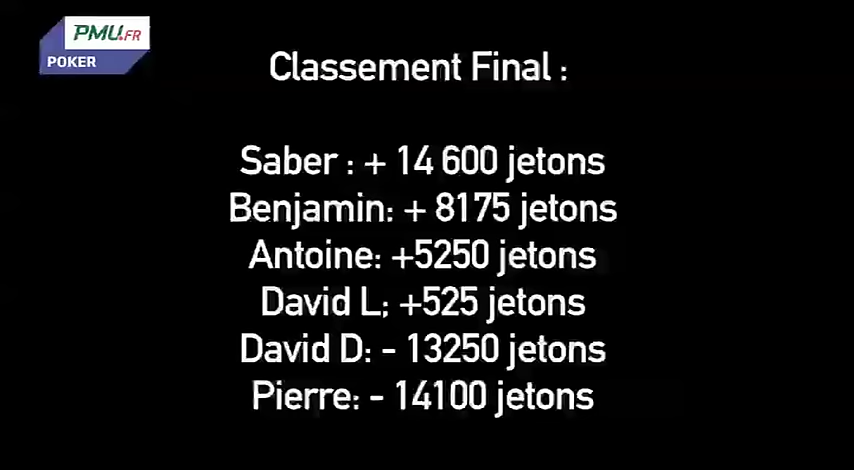 PMU.FR
POKER
Classement Final :
Saber : + 14 600 jetons
Benjamin: + 8175 jetons
Antoine: +5250 jetons
David L; +525 jetons
David D: - 13250 jetons
Pierre: - 14100 jetons